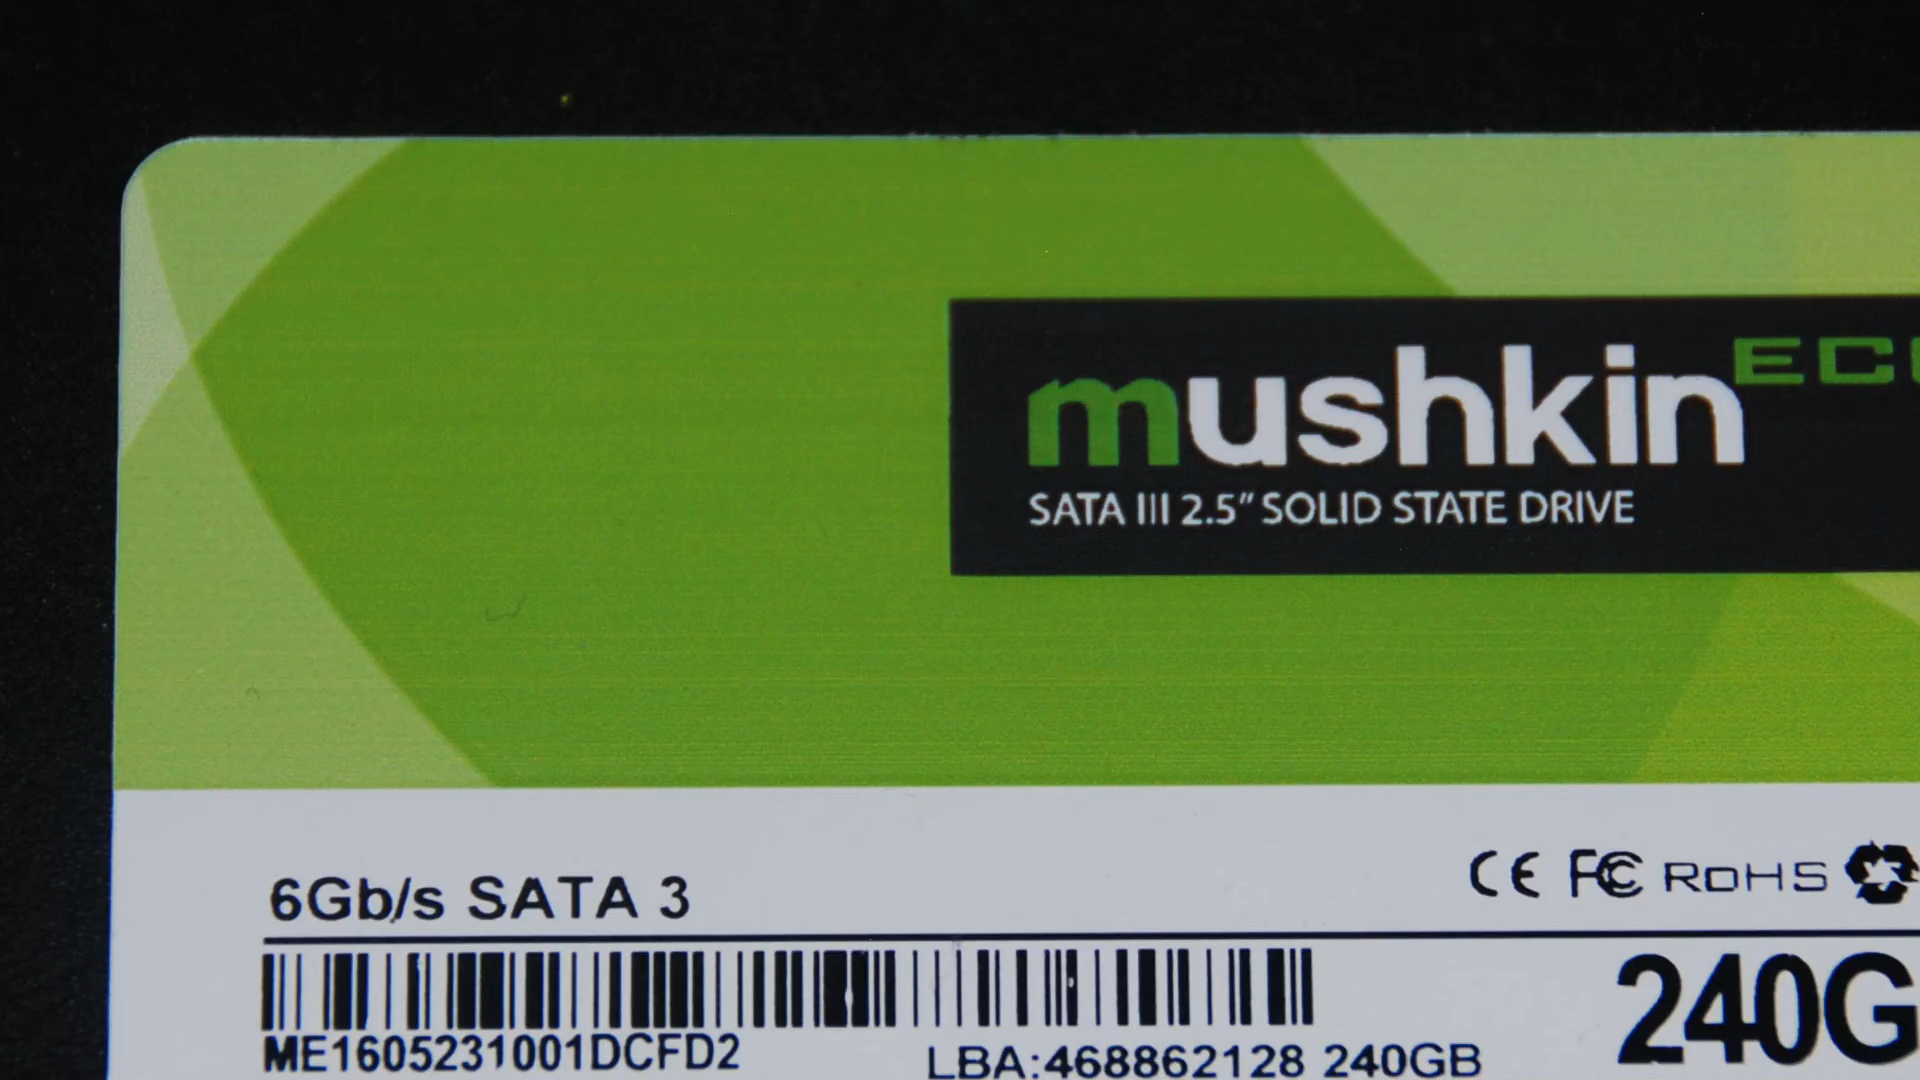 mushkin
SATA III 2.5" SOLID STATE DRIVE
6Gb/s SATA 3
CE FC RoHS
ME1605231001DCFD2
LBA:468862128 240GB
240G